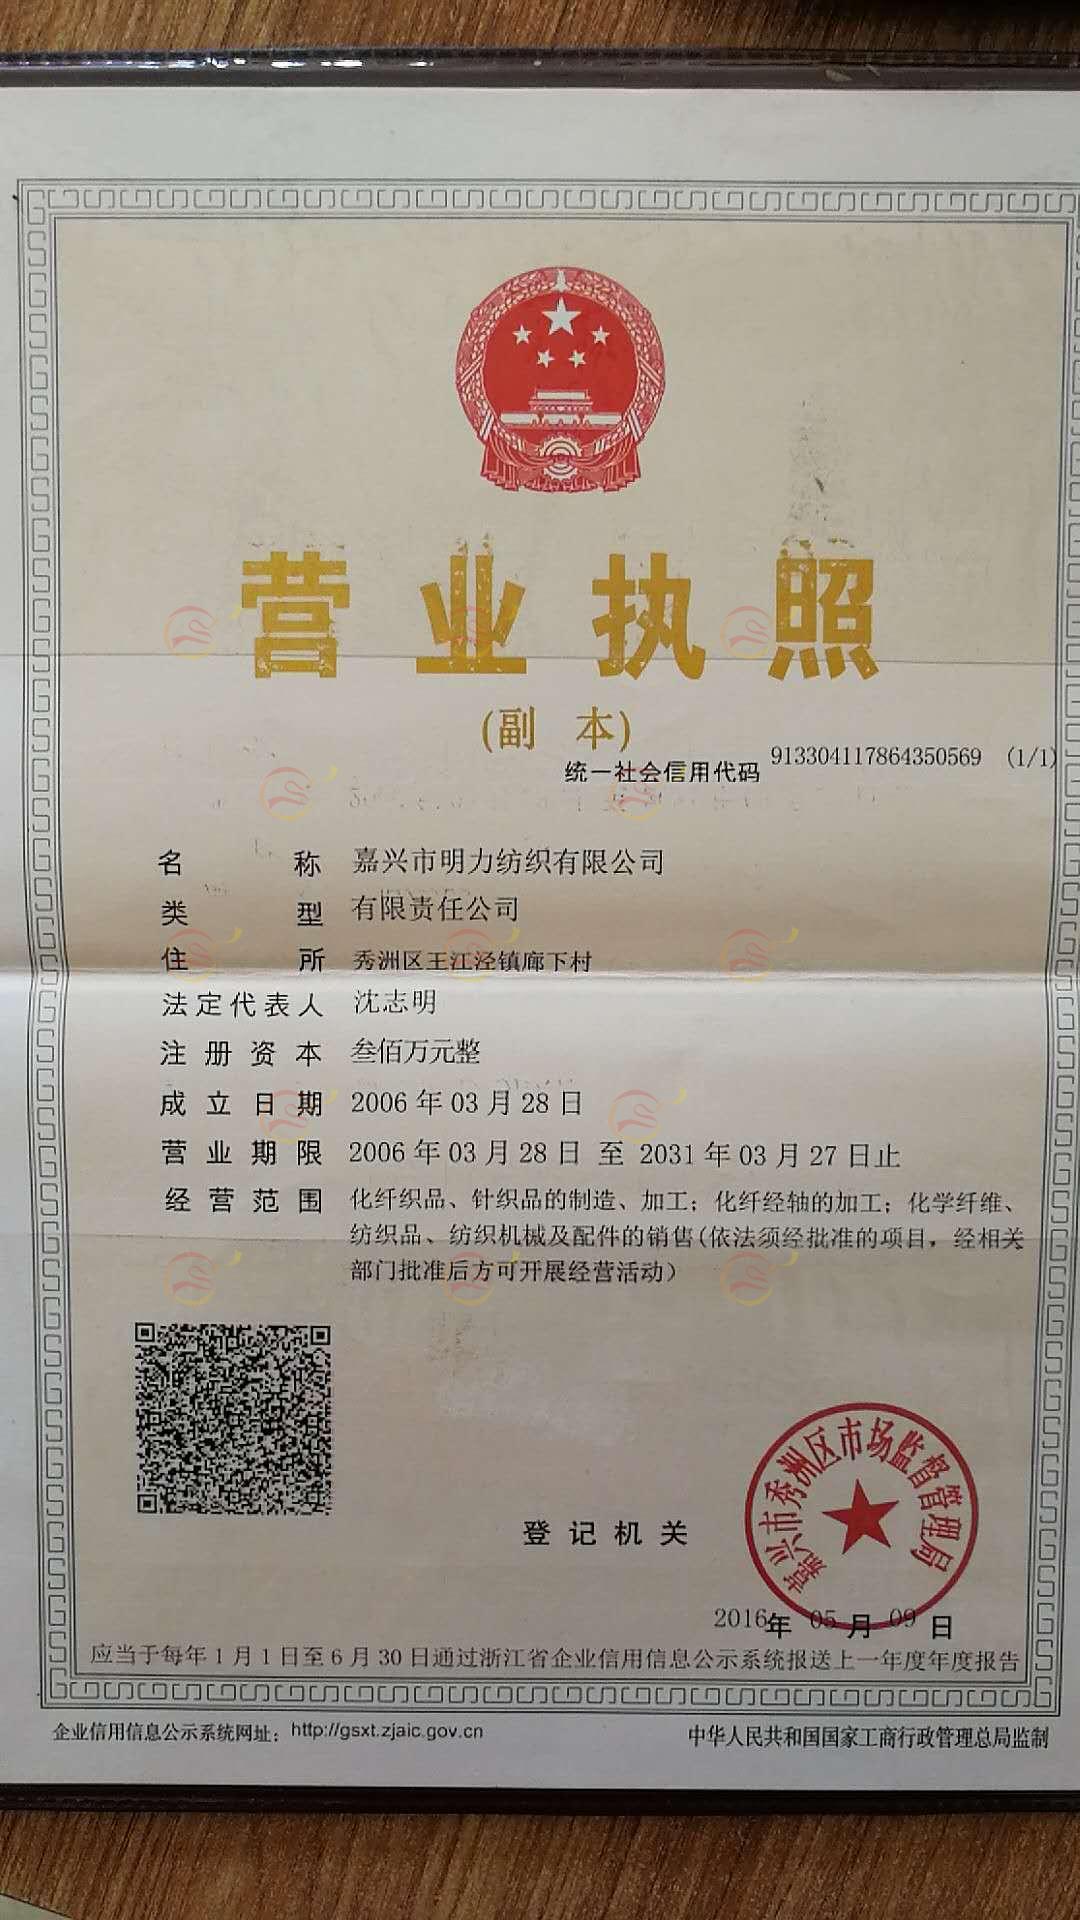 营业执照
(副 本)
统一社会信用代码 913304117864350569 (1/1)
名称 嘉兴市明力纺织有限公司
类型 有限责任公司
住所 秀洲区王江泾镇廊下村
法定代表人 沈志明
注册资本 叁佰万元整
成立日期 2006年03月28日
营业期限 2006年03月28日 至 2031年03月27日止
经营范围 化纤织品、针织品的制造、加工；化纤经轴的加工；化学纤维、
纺织品、纺织机械及配件的销售(依法须经批准的项目，经相关
部门批准后方可开展经营活动)
嘉兴市秀洲区市场监督管理局
登记机关
2016年 05月 09日
应当于每年1月1日至6月30日通过浙江省企业信用信息公示系统报送上一年度年度报告
企业信用信息公示系统网址：http://gsxt.zjaic.gov.cn
中华人民共和国国家工商行政管理总局监制